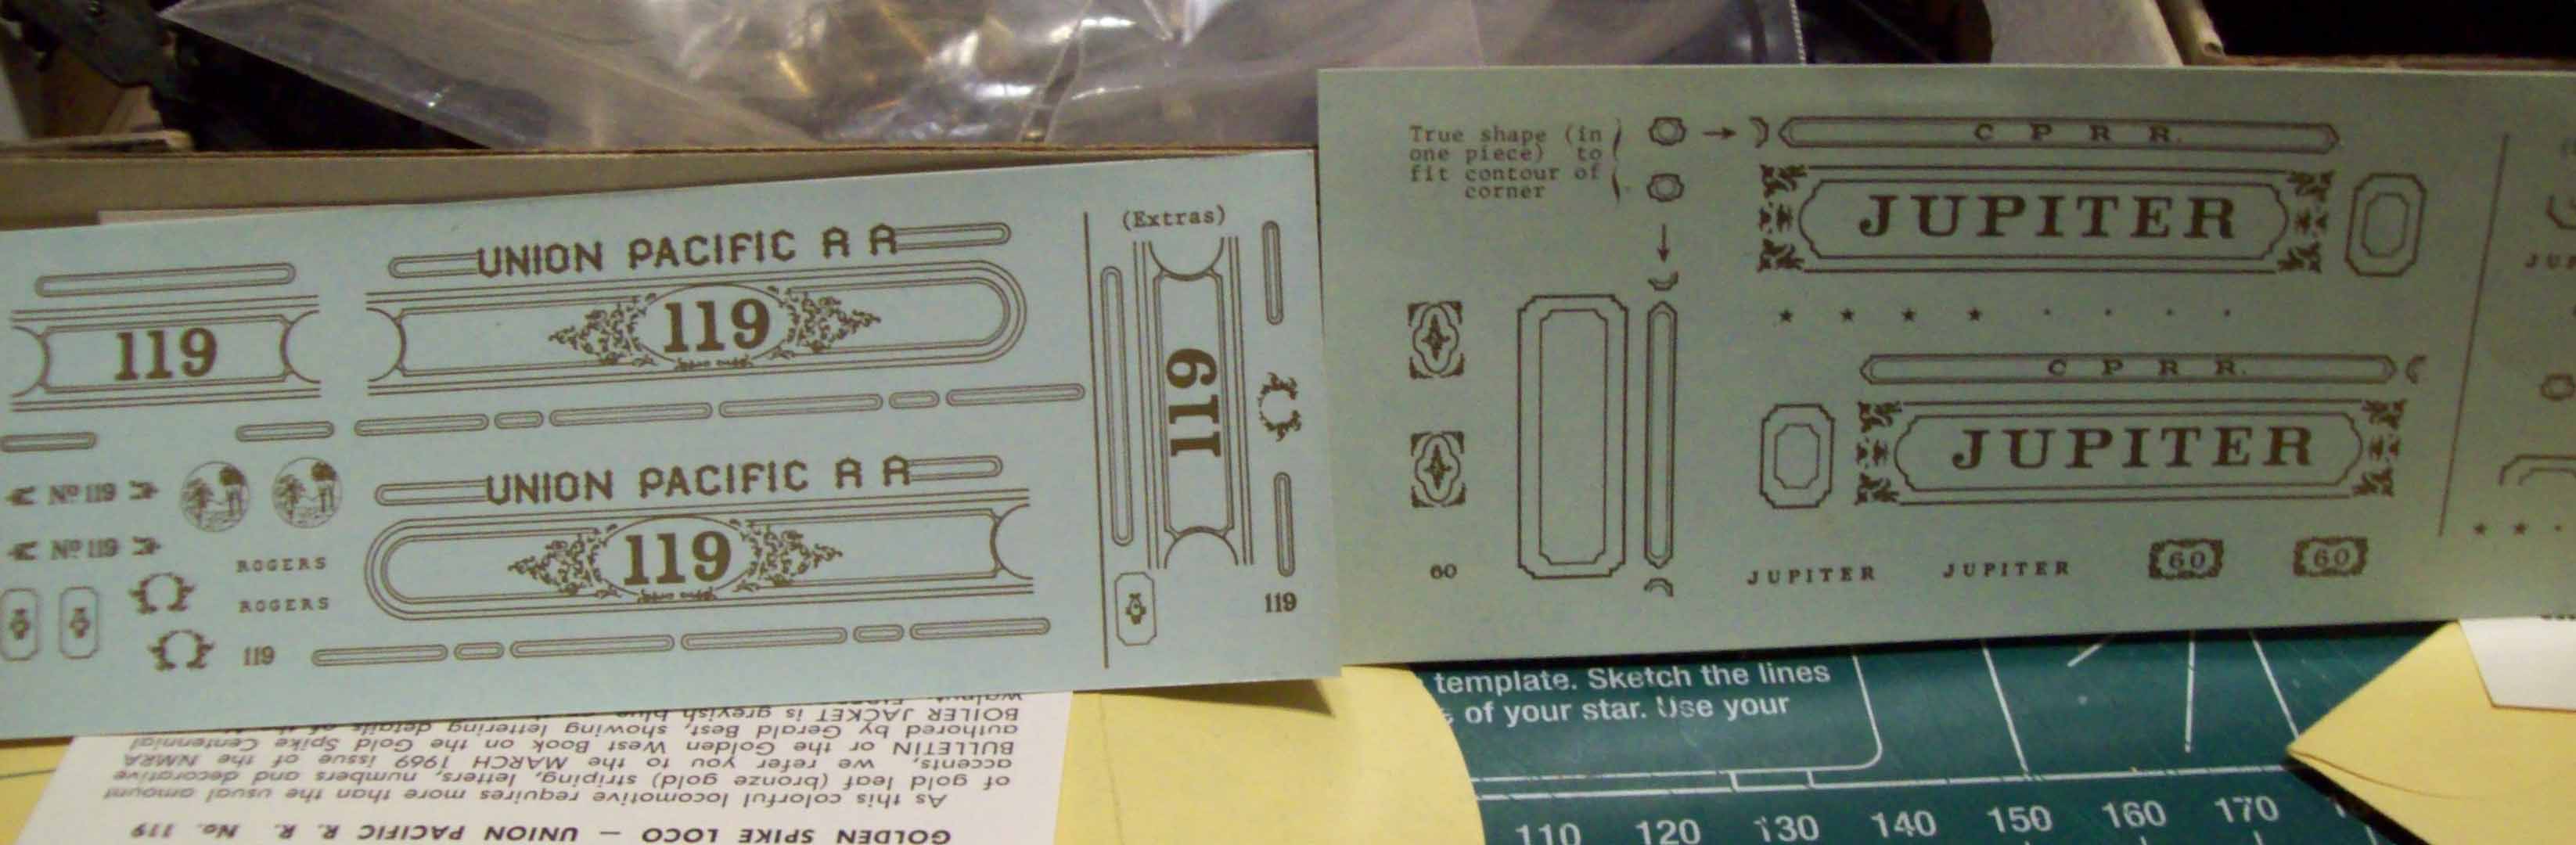 UNION PACIFIC R R
119
119
UNION PACIFIC R R
119
Nº 119
Nº 119
ROGERS
ROGERS
119
(Extras)
119
119
True shape (in
one piece) to
fit contour of
corner
C P R R.
JUPITER
C P R R.
JUPITER
60
JUPITER
JUPITER
60
60
JUP
template. Sketch the lines
of your star. Use your
110 120 130 140 150 160 170
GOLDEN SPIKE LOCO — UNION PACIFIC R. R. No. 119
As this colorful locomotive requires more than the usual amount
of gold leaf (bronze gold) striping, letters, numbers and decorative
accents, we refer you to the MARCH 1969 issue of the NMRA
BULLETIN or the Golden West Book on the Gold Spike Centennial
authored by Gerald Best, showing lettering details of
BOILER JACKET is greyish blue